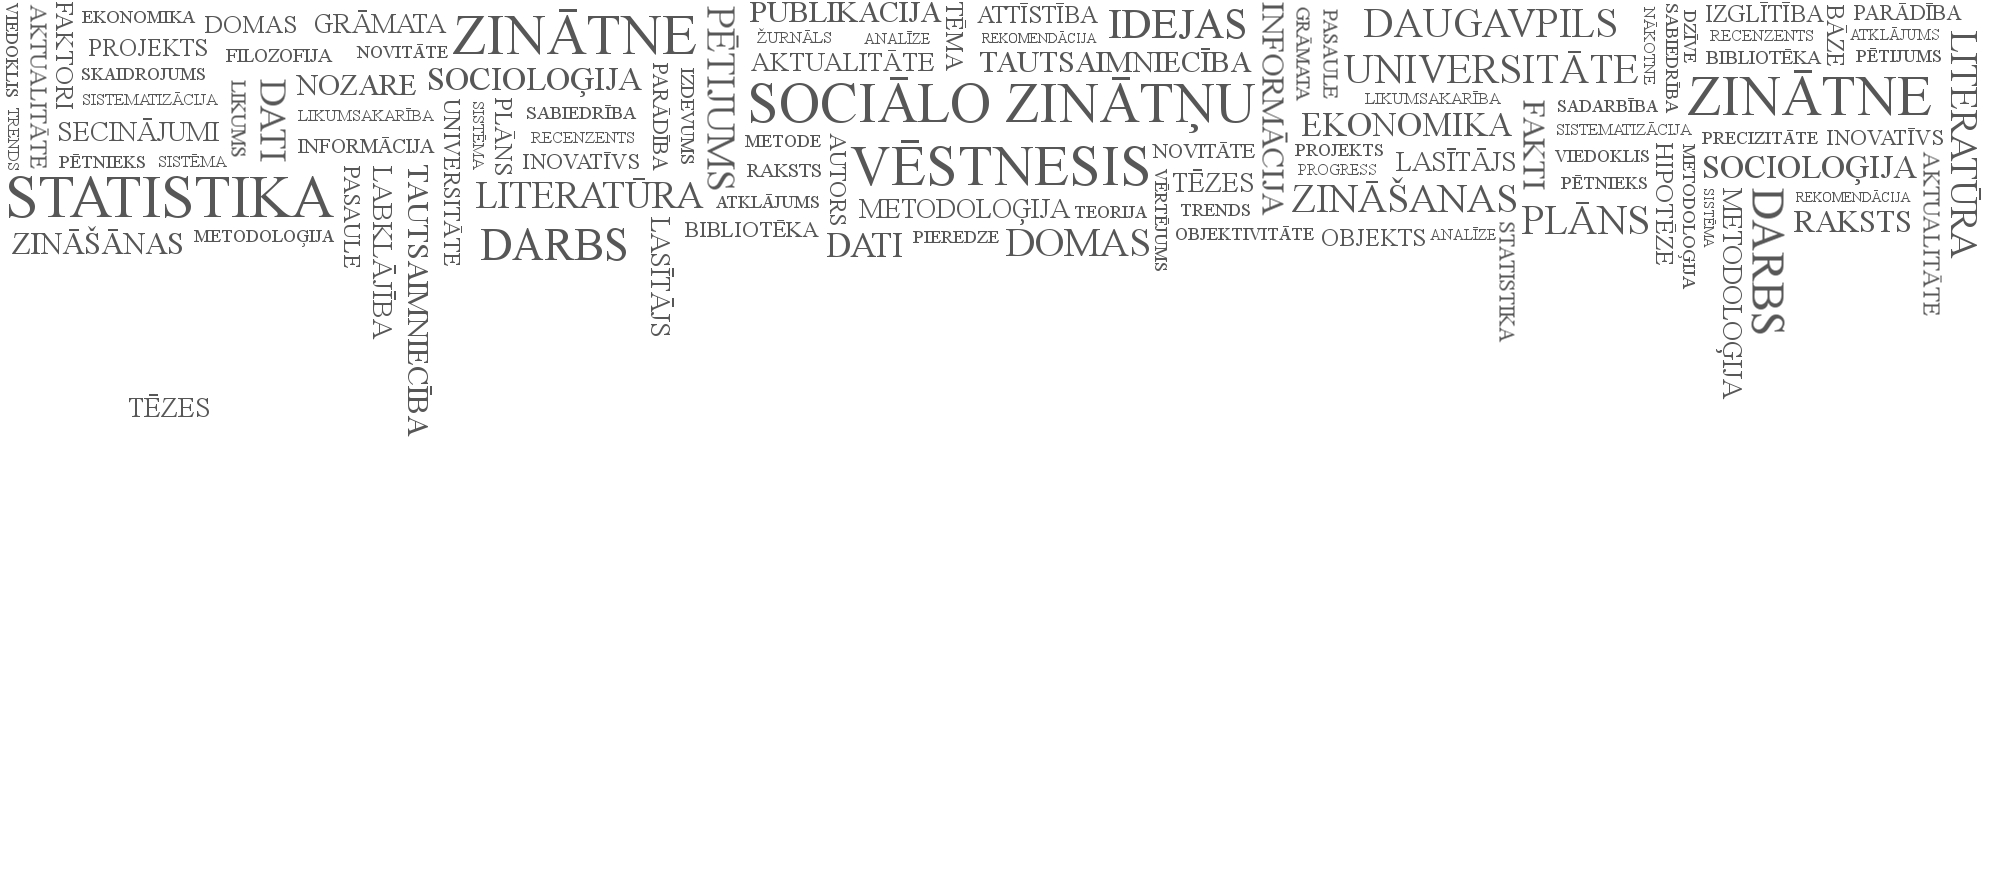 VIEDOKLIS
TRENDS
AKTUALITĀTE
FAKTORI
EKONOMIKA
DOMAS
GRĀMATA
PROJEKTS
FILOZOFIJA
NOVITĀTE
SKAIDROJUMS
SISTEMATIZĀCIJA
SECINĀJUMI
PĒTNIEKS
SISTĒMA
LIKUMS
DATI
NOZARE
LIKUMSAKARĪBA
INFORMĀCIJA
STATISTIKA
ZINĀŠĀNAS
METODOLOĢIJA
PASAULE
LABKLĀJĪBA
TAUTSAIMNIECĪBA
TĒZES
ZINĀTNE
SOCIOLOĢIJA
UNIVERSITĀTE
SISTĒMA
PLĀNS
SABIEDRĪBA
RECENZENTS
INOVATĪVS
PARĀDĪBA
IZDEVUMS
LITERATŪRA
DARBS
LASĪTĀJS
PĒTIJUMS
PUBLIKĀCIJA
ŽURNĀLS
ANALĪZE
AKTUALITĀTE
TĒMA
ATTĪSTĪBA
REKOMENDĀCIJA
IDEJAS
TAUTSAIMNIECĪBA
SOCIĀLO ZINĀTŅU
VĒSTNESIS
METODE
RAKSTS
ATKLĀJUMS
BIBLIOTĒKA
AUTORS
METODOLOĢIJA
TEORIJA
DATI
PIEREDZE
DOMAS
NOVITĀTE
TĒZES
VĒRTĒJUMS
TRENDS
OBJEKTIVITĀTE
INFORMĀCIJA
GRĀMATA
PASAULE
DAUGAVPILS
UNIVERSITĀTE
LIKUMSAKARĪBA
EKONOMIKA
PROJEKTS
PROGRESS
LASĪTĀJS
ZINĀŠANAS
OBJEKTS
ANALĪZE
STATISTIKA
FAKTI
PLĀNS
NĀKOTNE
SABIEDRĪBA
DZĪVE
SADARBĪBA
SISTEMATIZĀCIJA
VIEDOKLIS
PĒTNIEKS
HIPOTĒZE
METODOLOĢIJA
IZGLĪTĪBA
RECENZENTS
BIBLIOTĒKA
BĀZE
PARĀDĪBA
ATKLĀJUMS
PĒTIJUMS
ZINĀTNE
PRECIZITĀTE
INOVATĪVS
SOCIOLOĢIJA
SISTĒMA
METODOLOĢIJA
DARBS
REKOMENDĀCIJA
RAKSTS
AKTUALITĀTE
LITERATŪRA